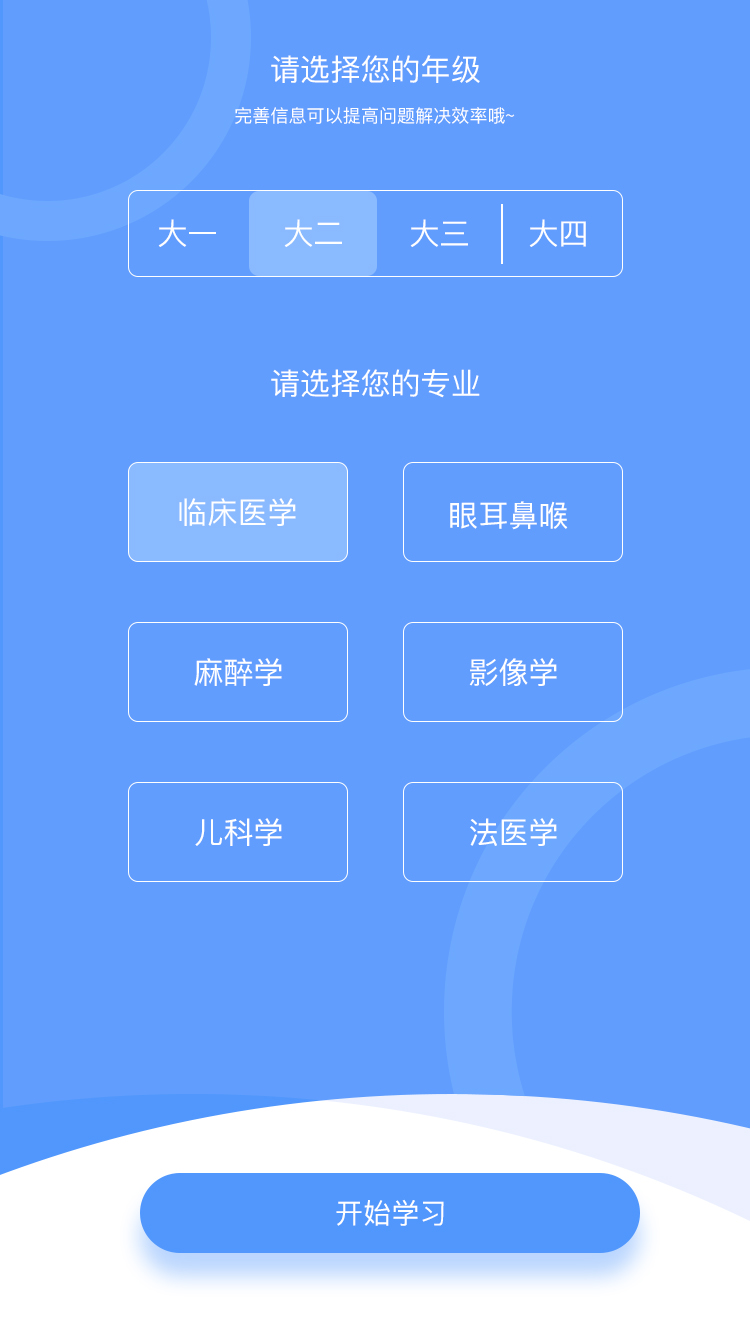 请选择您的年级
完善信息可以提高问题解决效率哦~
大一 大二 大三 大四
请选择您的专业
临床医学 眼耳鼻喉
麻醉学 影像学
儿科学 法医学
开始学习